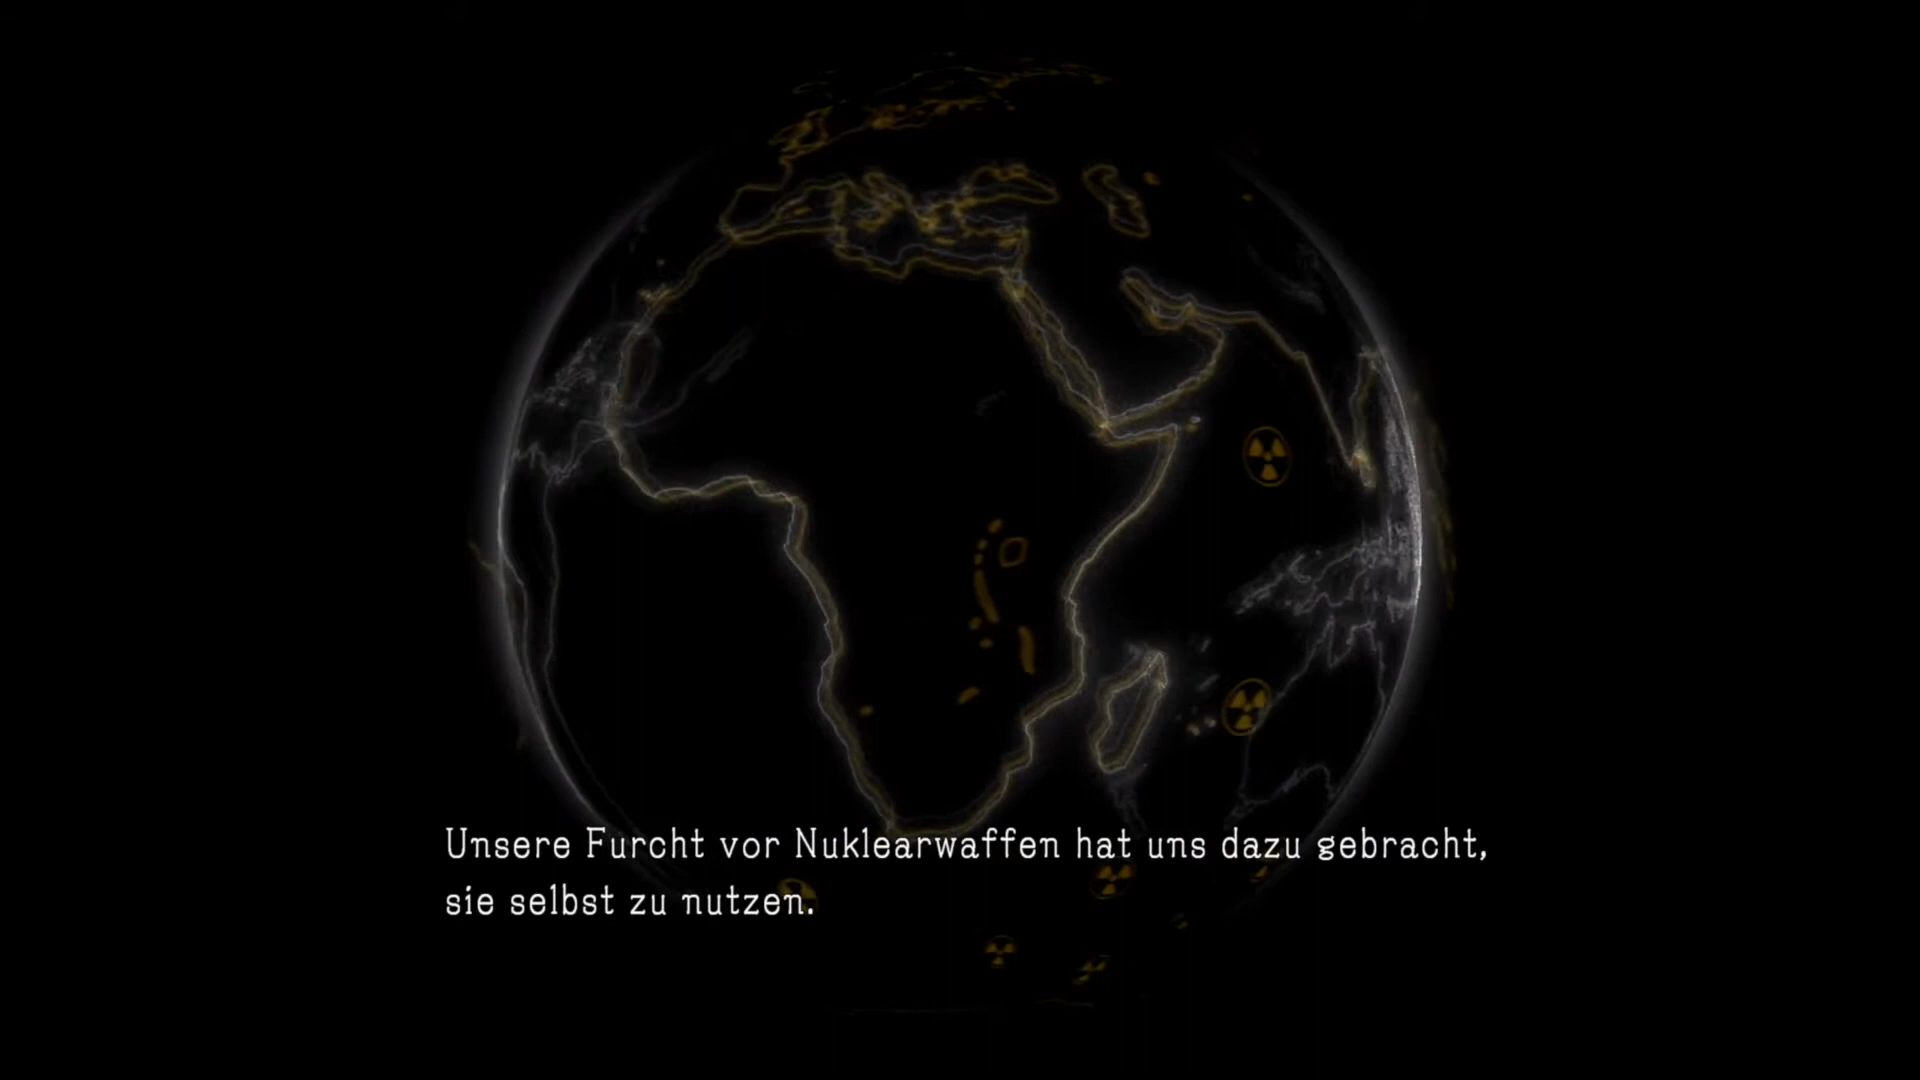 Unsere Furcht vor Nuklearwaffen hat uns dazu gebracht,
sie selbst zu nutzen.